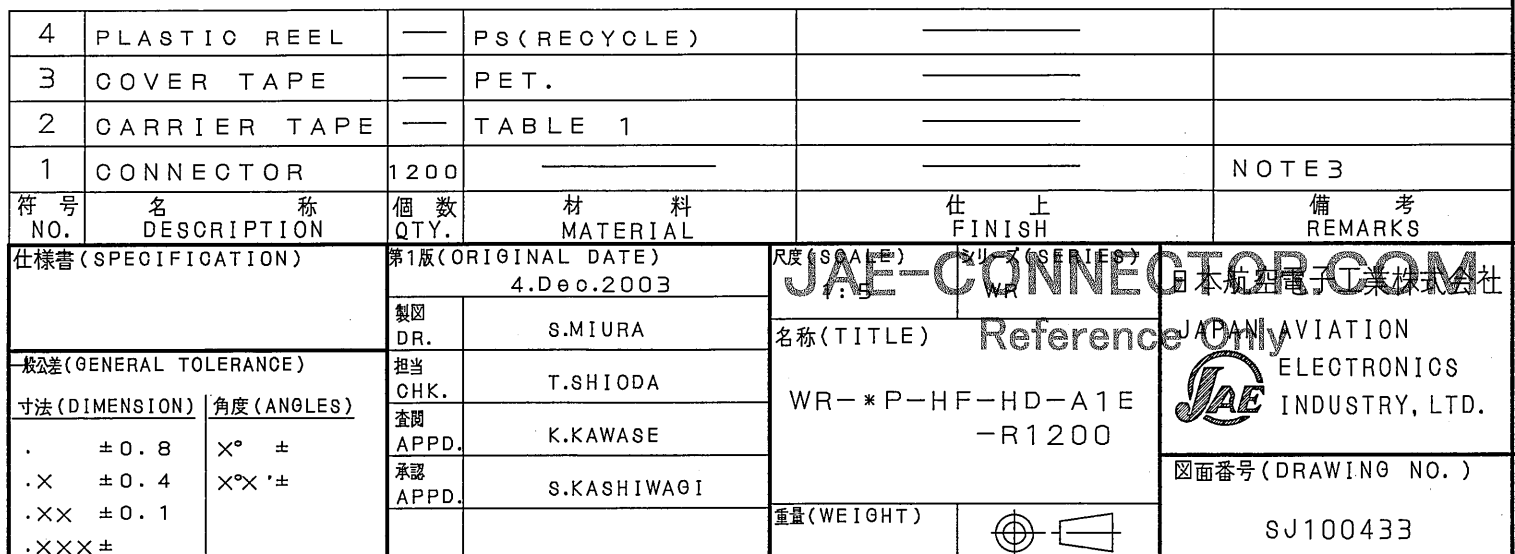 4 PLASTIC REEL — PS(RECYCLE)
3 COVER TAPE — PET.
2 CARRIER TAPE — TABLE 1
1 CONNECTOR 1200 NOTE3
符号 名称 個数 材料 仕上 備考
NO. DESCRIPTION QTY. MATERIAL FINISH REMARKS
仕様書(SPECIFICATION)
一般公差(GENERAL TOLERANCE)
寸法(DIMENSION) 角度(ANGLES)
. ±0.8 X° ±
.X ±0.4 X°X'±
.XX ±0.1
.XXX±
第1版(ORIGINAL DATE)
4.Dec.2003
製図
DR. S.MIURA
担当
CHK. T.SHIODA
査閲
APPD. K.KAWASE
承認
APPD. S.KASHIWAGI
尺度(SCALE)
1:5
シリーズ(SERIES)
WR
JAE-CONNECTOR.COM
Reference Only
名称(TITLE)
WR-*P-HF-HD-A1E
-R1200
重量(WEIGHT)
日本航空電子工業株式会社
JAPAN AVIATION
ELECTRONICS
INDUSTRY, LTD.
JAE
図面番号(DRAWING NO.)
SJ100433